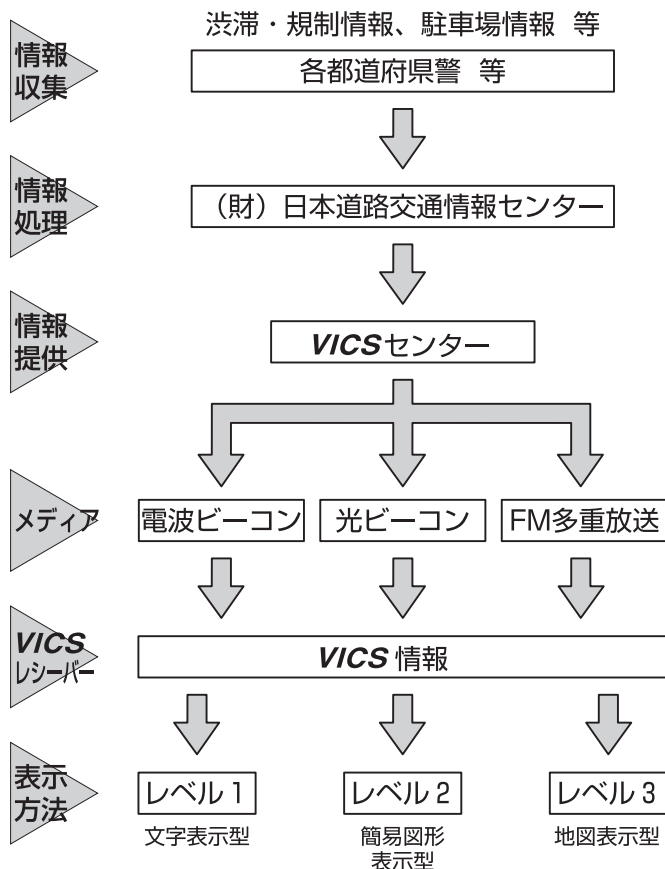 渋滞・規制情報、駐車場情報 等
情報
収集
各都道府県警 等
情報
処理
（財）日本道路交通情報センター
情報
提供
VICSセンター
メディア
電波ビーコン
光ビーコン
FM多重放送
VICS
レシーバー
VICS 情報
表示
方法
レベル 1
レベル 2
レベル 3
文字表示型
簡易図形
表示型
地図表示型